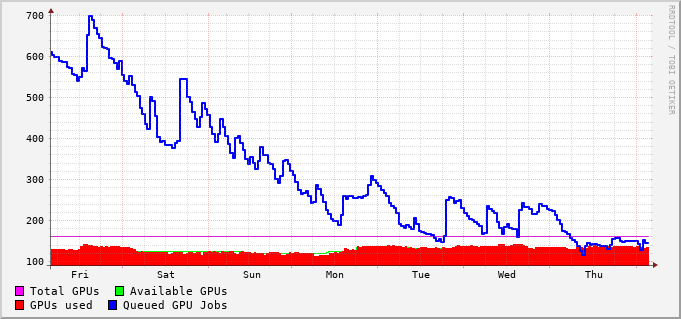 700
600
500
400
300
200
100
Fri Sat Sun Mon Tue Wed Thu
Total GPUs Available GPUs
GPUs used Queued GPU Jobs
RRDTOOL / TOBI OETIKER